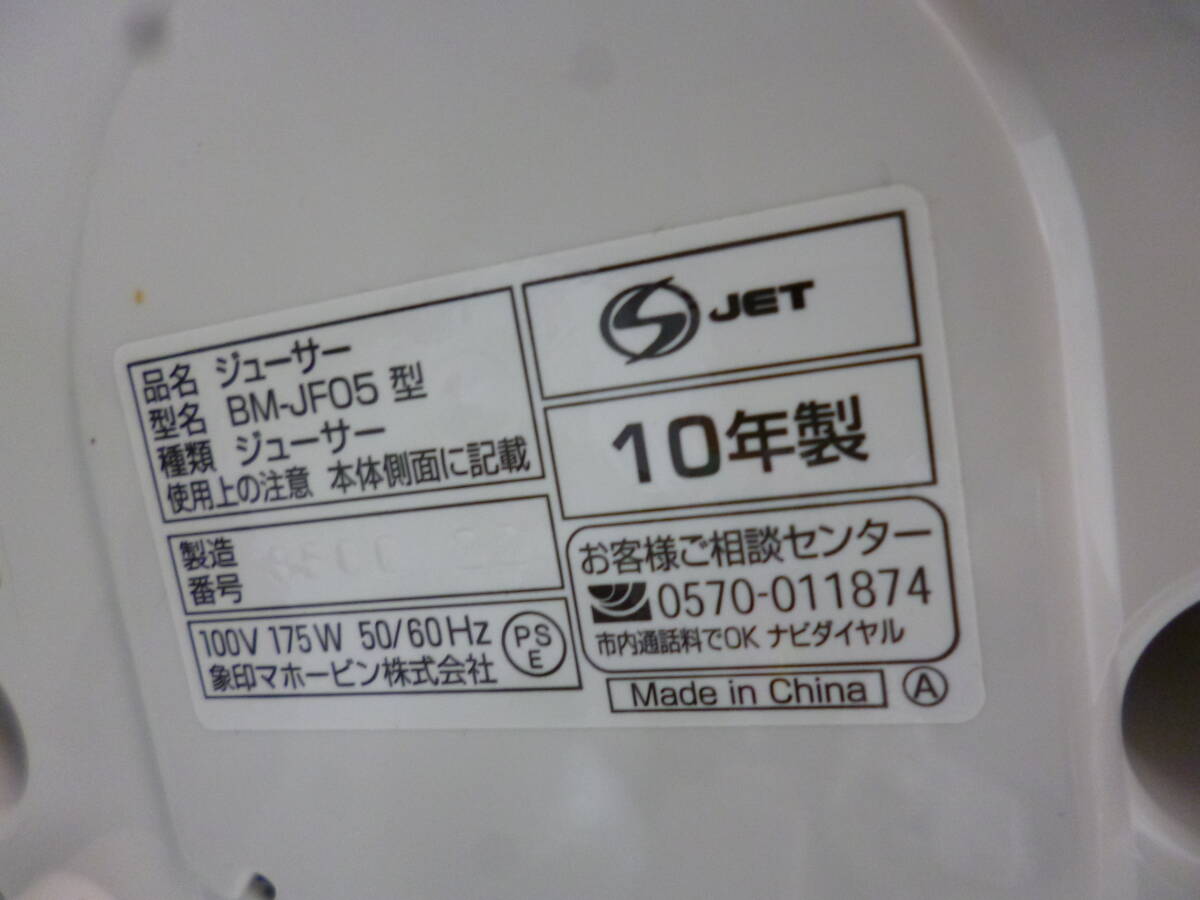 品名 ジューサー
型名 BM-JF05 型
種類 ジューサー
使用上の注意 本体側面に記載
製造
番号
100V 175W 50/60Hz
象印マホービン株式会社
PS
E
JET
10年製
お客様ご相談センター
0570-011874
市内通話料でOK ナビダイヤル
Made in China
A